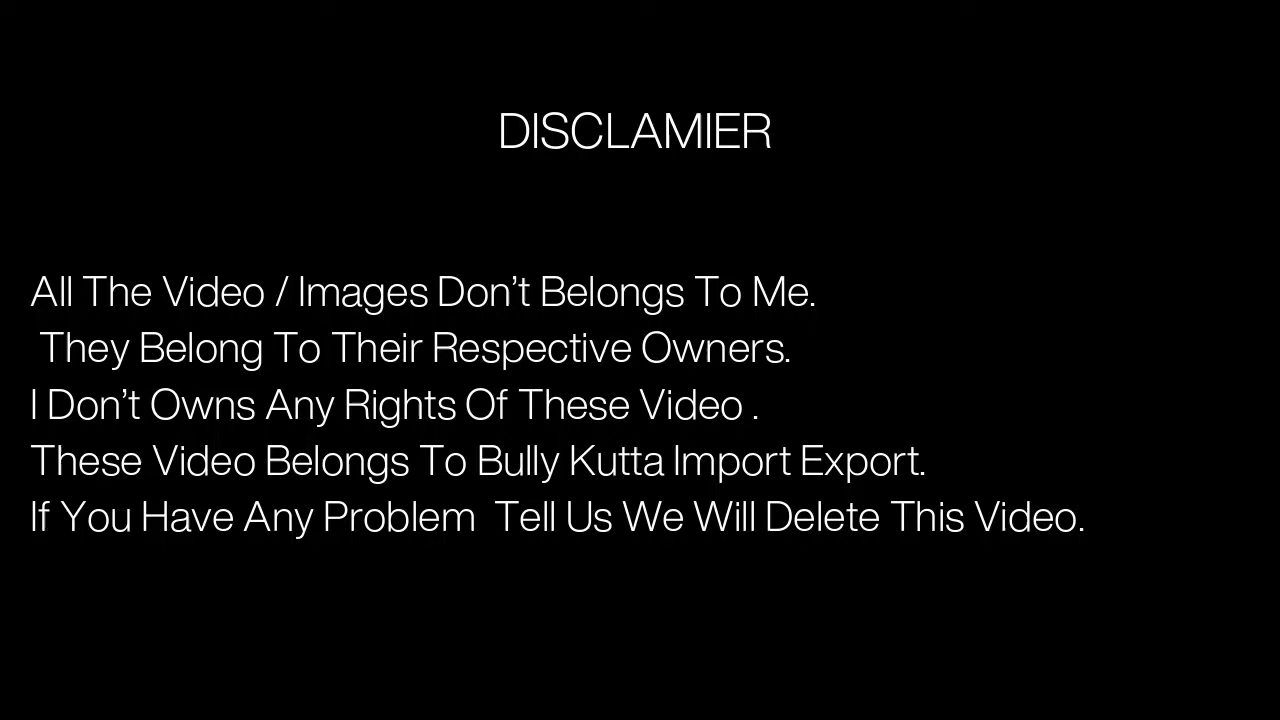 DISCLAMIER
All The Video / Images Don’t Belongs To Me.
They Belong To Their Respective Owners.
I Don’t Owns Any Rights Of These Video .
These Video Belongs To Bully Kutta Import Export.
If You Have Any Problem  Tell Us We Will Delete This Video.